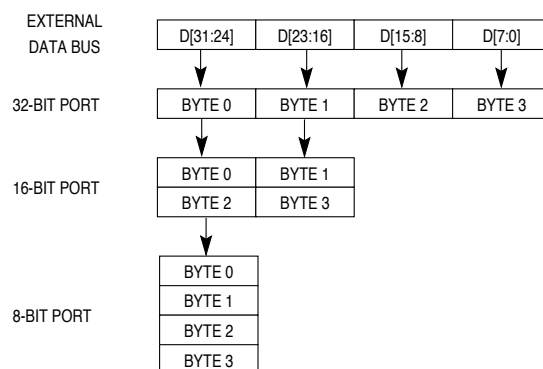 EXTERNAL
DATA BUS
D[31:24] D[23:16] D[15:8] D[7:0]
32-BIT PORT BYTE 0 BYTE 1 BYTE 2 BYTE 3
16-BIT PORT
BYTE 0 BYTE 1
BYTE 2 BYTE 3
8-BIT PORT
BYTE 0
BYTE 1
BYTE 2
BYTE 3